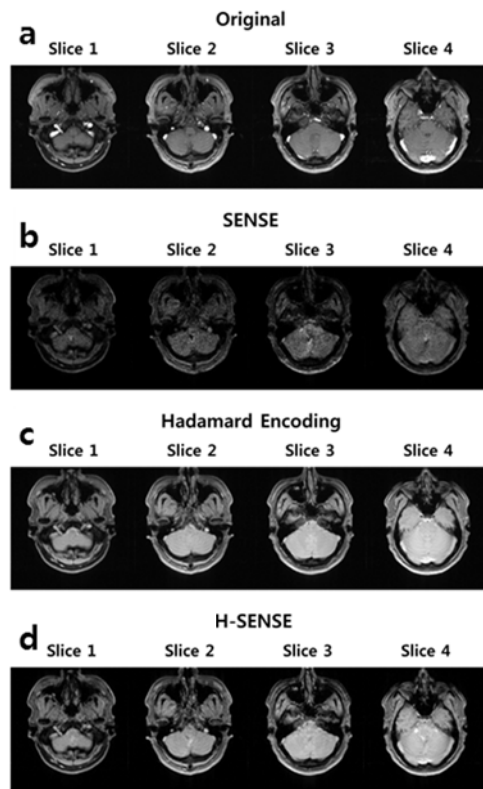 a
Original
Slice 1 Slice 2 Slice 3 Slice 4
b
SENSE
Slice 1 Slice 2 Slice 3 Slice 4
c
Hadamard Encoding
Slice 1 Slice 2 Slice 3 Slice 4
d
H-SENSE
Slice 1 Slice 2 Slice 3 Slice 4